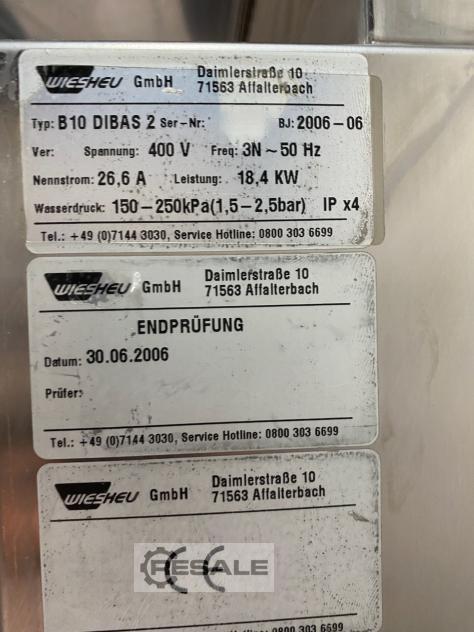 WIESHEU GmbH Daimlerstraße 10
71563 Affalterbach
Typ: B10 DIBAS 2 Ser-Nr: BJ: 2006-06
Ver: Spannung: 400 V Freq: 3N~50 Hz
Nennstrom: 26,6 A Leistung: 18,4 KW
Wasserdruck: 150-250kPa(1,5-2,5bar) IP x4
Tel.: +49 (0)7144 3030, Service Hotline: 0800 303 6699
WIESHEU GmbH Daimlerstraße 10
71563 Affalterbach
ENDPRÜFUNG
Datum: 30.06.2006
Prüfer:
Tel.: +49 (0)7144 3030, Service Hotline: 0800 303 6699
WIESHEU GmbH Daimlerstraße 10
71563 Affalterbach
CE
RESALE
Hotline: 0800 303 6699